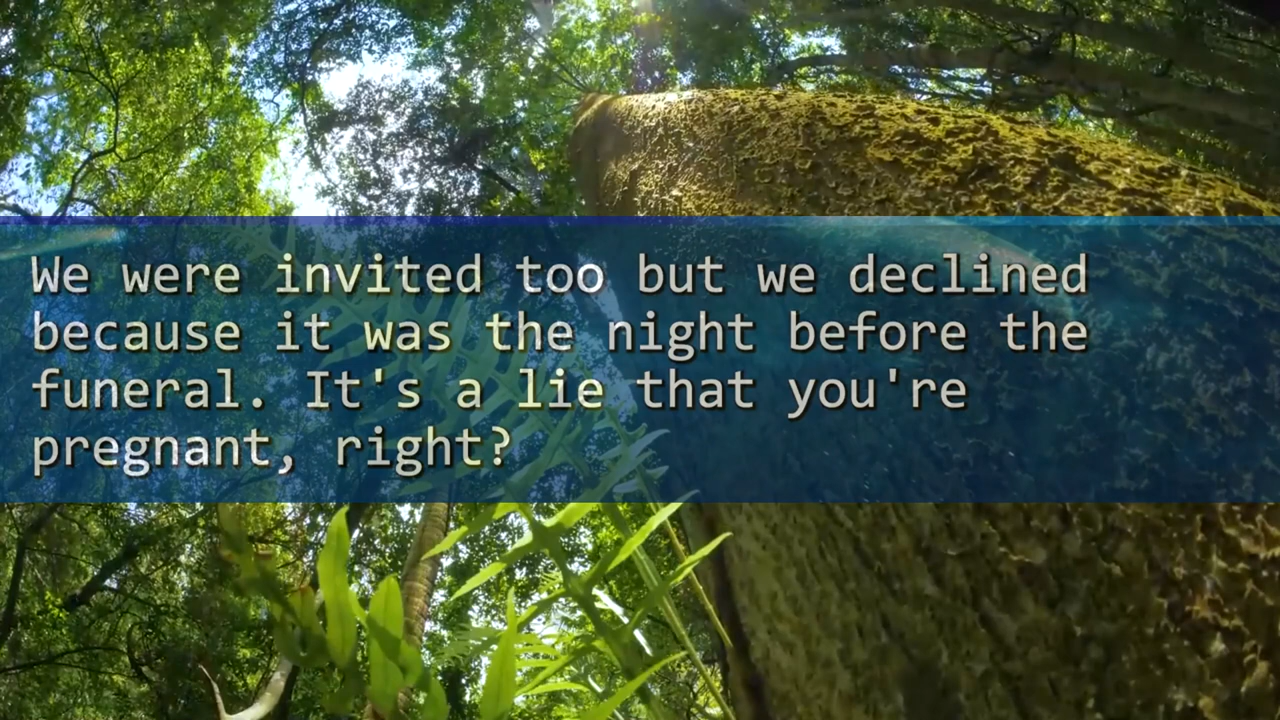 We were invited too but we declined
because it was the night before the
funeral. It's a lie that you're
pregnant, right?